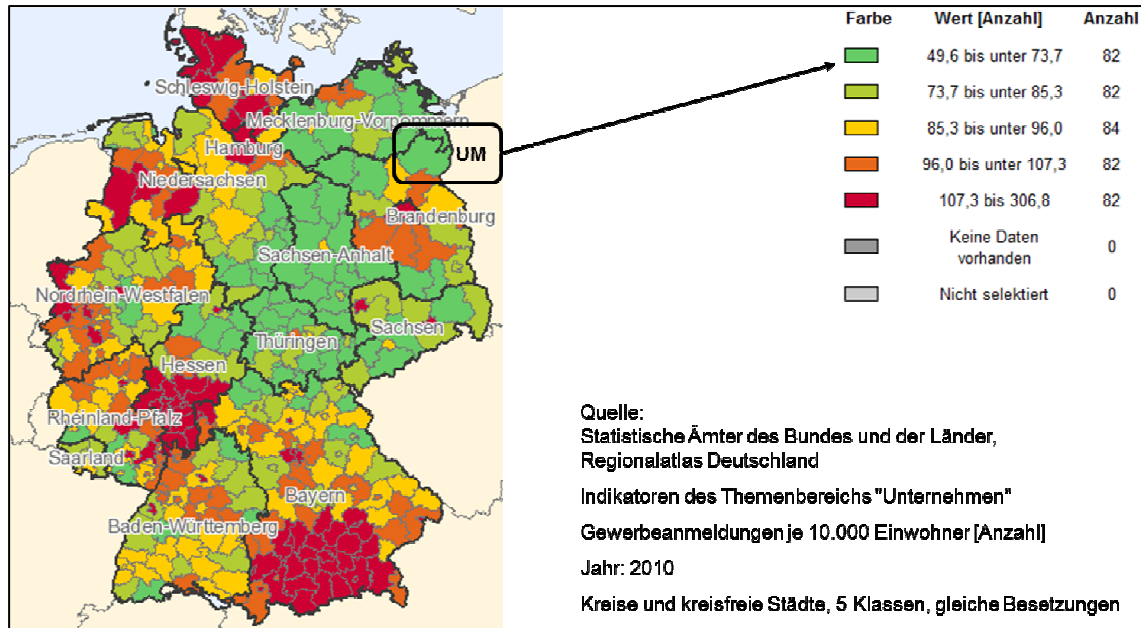 Schleswig-Holstein
Mecklenburg-Vorpommern
Hamburg
UM
Niedersachsen
Brandenburg
Sachsen-Anhalt
Nordrhein-Westfalen
Sachsen
Thüringen
Hessen
Rheinland-Pfalz
Saarland
Bayern
Baden-Württemberg
Farbe Wert [Anzahl] Anzahl
49,6 bis unter 73,7 82
73,7 bis unter 85,3 82
85,3 bis unter 96,0 84
96,0 bis unter 107,3 82
107,3 bis 306,8 82
Keine Daten
vorhanden 0
Nicht selektiert 0
Quelle:
Statistische Ämter des Bundes und der Länder,
Regionalatlas Deutschland
Indikatoren des Themenbereichs "Unternehmen"
Gewerbeanmeldungen je 10.000 Einwohner [Anzahl]
Jahr: 2010
Kreise und kreisfreie Städte, 5 Klassen, gleiche Besetzungen